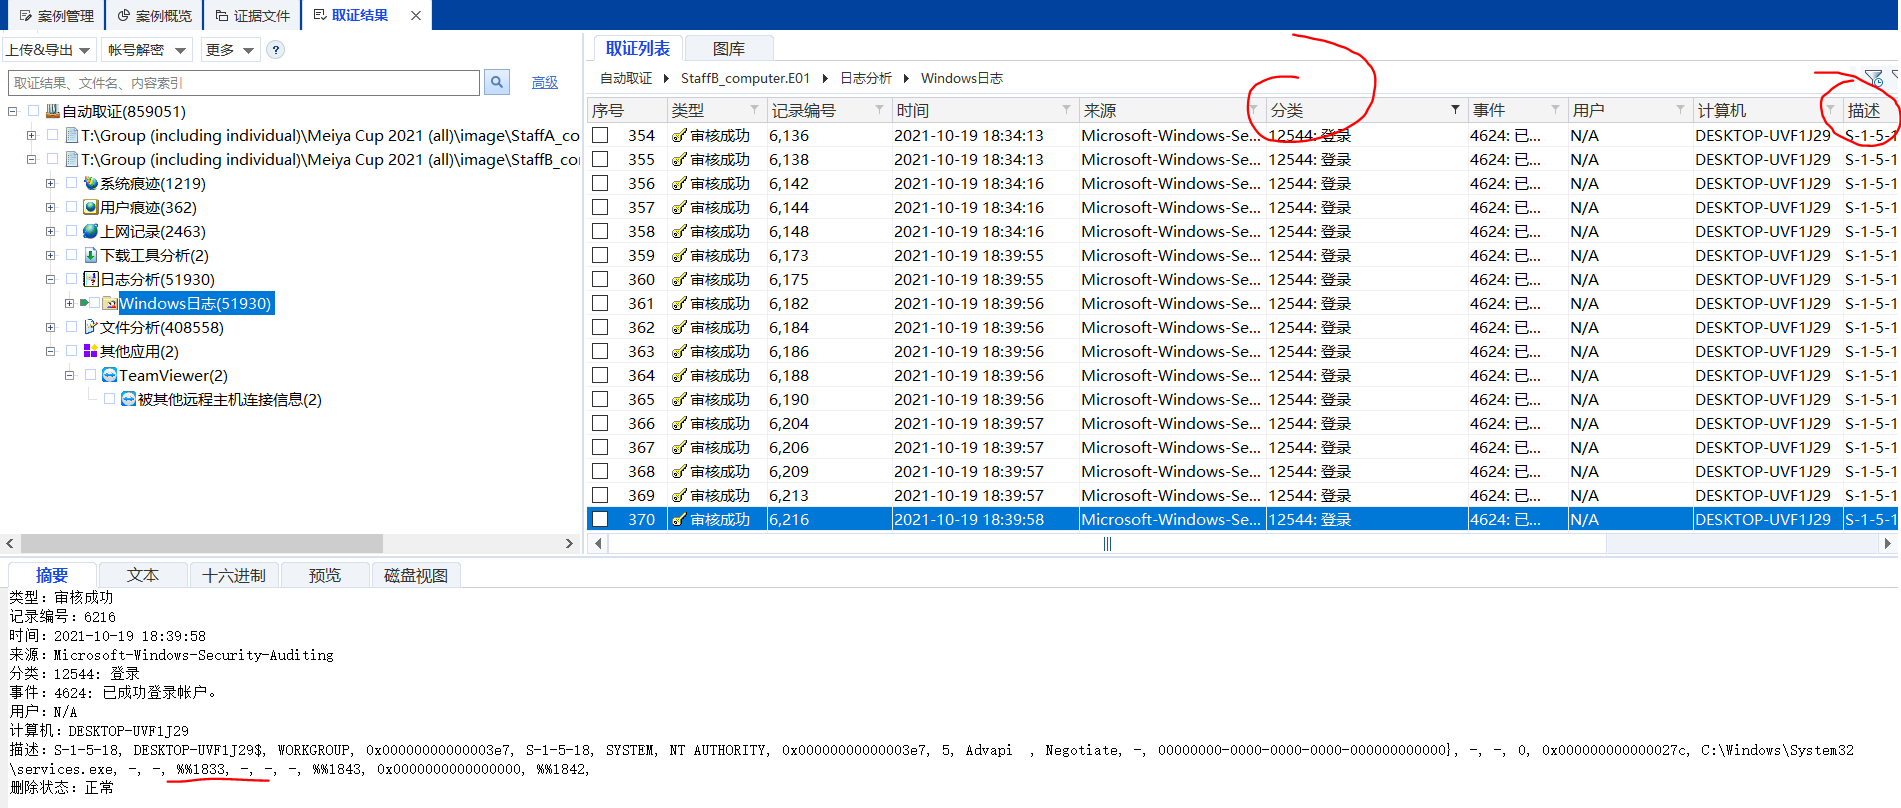 案例管理 案例概览 证据文件 取证结果 ×
上传&导出 帐号解密 更多 ?
取证结果、文件名、内容索引 高级
自动取证(859051)
T:\Group (including individual)\Meiya Cup 2021 (all)\image\StaffA_co
T:\Group (including individual)\Meiya Cup 2021 (all)\image\StaffB_co
系统痕迹(1219)
用户痕迹(362)
上网记录(2463)
下载工具分析(2)
日志分析(51930)
Windows日志(51930)
文件分析(408558)
其他应用(2)
TeamViewer(2)
被其他远程主机连接信息(2)
取证列表 图库
自动取证 StaffB_computer.E01 日志分析 Windows日志
序号 类型 记录编号 时间 来源 分类 事件 用户 计算机 描述
354 审核成功 6,136 2021-10-19 18:34:13 Microsoft-Windows-Se... 12544: 登录 4624: 已... N/A DESKTOP-UVF1J29 S-1-5-1
355 审核成功 6,138 2021-10-19 18:34:13 Microsoft-Windows-Se... 12544: 登录 4624: 已... N/A DESKTOP-UVF1J29 S-1-5-1
356 审核成功 6,142 2021-10-19 18:34:16 Microsoft-Windows-Se... 12544: 登录 4624: 已... N/A DESKTOP-UVF1J29 S-1-5-1
357 审核成功 6,144 2021-10-19 18:34:16 Microsoft-Windows-Se... 12544: 登录 4624: 已... N/A DESKTOP-UVF1J29 S-1-5-1
358 审核成功 6,148 2021-10-19 18:34:16 Microsoft-Windows-Se... 12544: 登录 4624: 已... N/A DESKTOP-UVF1J29 S-1-5-1
359 审核成功 6,173 2021-10-19 18:39:55 Microsoft-Windows-Se... 12544: 登录 4624: 已... N/A DESKTOP-UVF1J29 S-1-5-1
360 审核成功 6,175 2021-10-19 18:39:55 Microsoft-Windows-Se... 12544: 登录 4624: 已... N/A DESKTOP-UVF1J29 S-1-5-1
361 审核成功 6,182 2021-10-19 18:39:56 Microsoft-Windows-Se... 12544: 登录 4624: 已... N/A DESKTOP-UVF1J29 S-1-5-1
362 审核成功 6,184 2021-10-19 18:39:56 Microsoft-Windows-Se... 12544: 登录 4624: 已... N/A DESKTOP-UVF1J29 S-1-5-1
363 审核成功 6,186 2021-10-19 18:39:56 Microsoft-Windows-Se... 12544: 登录 4624: 已... N/A DESKTOP-UVF1J29 S-1-5-1
364 审核成功 6,188 2021-10-19 18:39:56 Microsoft-Windows-Se... 12544: 登录 4624: 已... N/A DESKTOP-UVF1J29 S-1-5-1
365 审核成功 6,190 2021-10-19 18:39:56 Microsoft-Windows-Se... 12544: 登录 4624: 已... N/A DESKTOP-UVF1J29 S-1-5-1
366 审核成功 6,204 2021-10-19 18:39:57 Microsoft-Windows-Se... 12544: 登录 4624: 已... N/A DESKTOP-UVF1J29 S-1-5-1
367 审核成功 6,206 2021-10-19 18:39:57 Microsoft-Windows-Se... 12544: 登录 4624: 已... N/A DESKTOP-UVF1J29 S-1-5-1
368 审核成功 6,209 2021-10-19 18:39:57 Microsoft-Windows-Se... 12544: 登录 4624: 已... N/A DESKTOP-UVF1J29 S-1-5-1
369 审核成功 6,213 2021-10-19 18:39:57 Microsoft-Windows-Se... 12544: 登录 4624: 已... N/A DESKTOP-UVF1J29 S-1-5-1
370 审核成功 6,216 2021-10-19 18:39:58 Microsoft-Windows-Se... 12544: 登录 4624: 已... N/A DESKTOP-UVF1J29 S-1-5-1
摘要 文本 十六进制 预览 磁盘视图
类型：审核成功
记录编号：6216
时间：2021-10-19 18:39:58
来源：Microsoft-Windows-Security-Auditing
分类：12544: 登录
事件：4624: 已成功登录帐户。
用户：N/A
计算机：DESKTOP-UVF1J29
描述：S-1-5-18, DESKTOP-UVF1J29$, WORKGROUP, 0x00000000000003e7, S-1-5-18, SYSTEM, NT AUTHORITY, 0x00000000000003e7, 5, Advapi  , Negotiate, -, 00000000-0000-0000-0000-000000000000}, -, -, 0, 0x000000000000027c, C:\Windows\System32
\services.exe, -, -, %%1833, -, -, -, %%1843, 0x0000000000000000, %%1842,
删除状态：正常